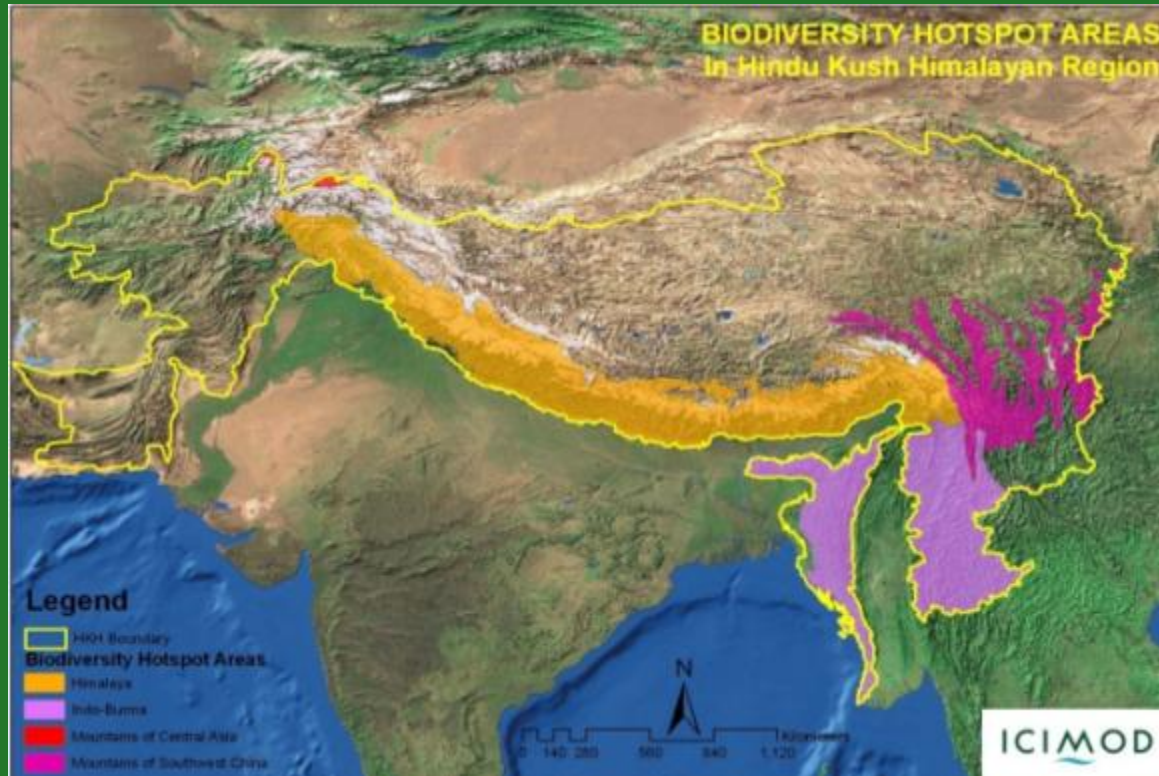 BIODIVERSITY HOTSPOT AREAS
In Hindu Kush Himalayan Region
Legend
HKH Boundary
Biodiversity Hotspot Areas
Himalaya
Indo-Burma
Mountains of Central Asia
Mountains of Southwest China
N
Kilometers
0 140 280 560 840 1,120
ICIMOD